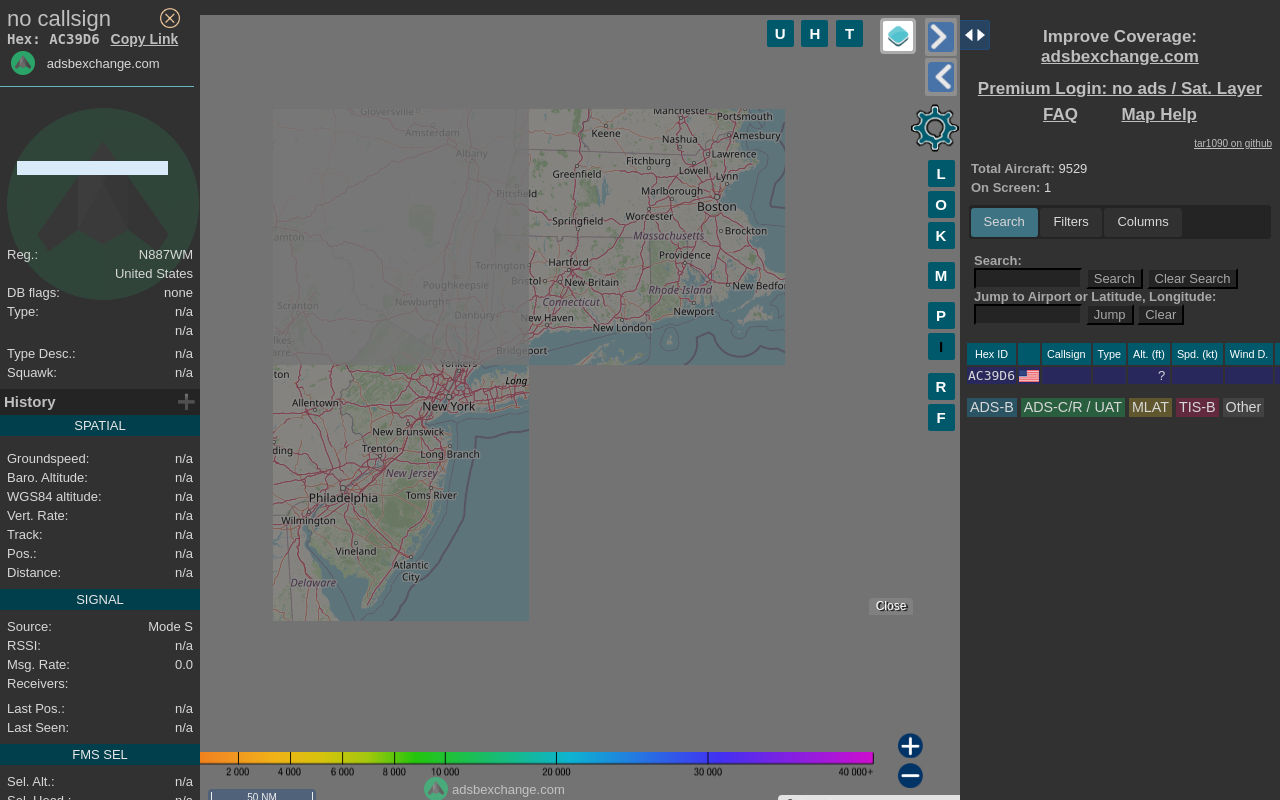 no callsign
Hex: AC39D6 Copy Link
adsbexchange.com
Reg.: N887WM
United States
DB flags: none
Type: n/a
n/a
Type Desc.: n/a
Squawk: n/a
History
SPATIAL
Groundspeed: n/a
Baro. Altitude: n/a
WGS84 altitude: n/a
Vert. Rate: n/a
Track: n/a
Pos.: n/a
Distance: n/a
SIGNAL
Source: Mode S
RSSI: n/a
Msg. Rate: 0.0
Receivers:
Last Pos.: n/a
Last Seen: n/a
FMS SEL
Sel. Alt.: n/a
Sel. Head.: n/a
U H T
L
O
K
M
P
I
R
F
Gloversville
Amsterdam
Albany
Pittsfield
Torrington
Poughkeepsie
Scranton
Newburgh
Danbury
Bridgeport
Manchester
Portsmouth
Keene
Nashua
Amesbury
Fitchburg
Lawrence
Greenfield
Lowell
Lynn
Marlborough
Boston
Springfield
Worcester
Brockton
Massachusetts
Providence
Hartford
Bristol
New Britain
Rhode Island
New Bedfor
Connecticut
Newport
New Haven
New London
Yonkers
ton
Long
Allentown
New York
New Brunswick
ding
Trenton
Long Branch
New Jersey
Philadelphia
Toms River
Wilmington
Vineland
Atlantic
City
Delaware
Close
2 000 4 000 6 000 8 000 10 000 20 000 30 000 40 000+
adsbexchange.com
50 NM
Improve Coverage:
adsbexchange.com
Premium Login: no ads / Sat. Layer
FAQ Map Help
tar1090 on github
Total Aircraft: 9529
On Screen: 1
Search Filters Columns
Search:
Search Clear Search
Jump to Airport or Latitude, Longitude:
Jump Clear
Hex ID Callsign Type Alt. (ft) Spd. (kt) Wind D.
AC39D6 ?
ADS-B ADS-C/R / UAT MLAT TIS-B Other